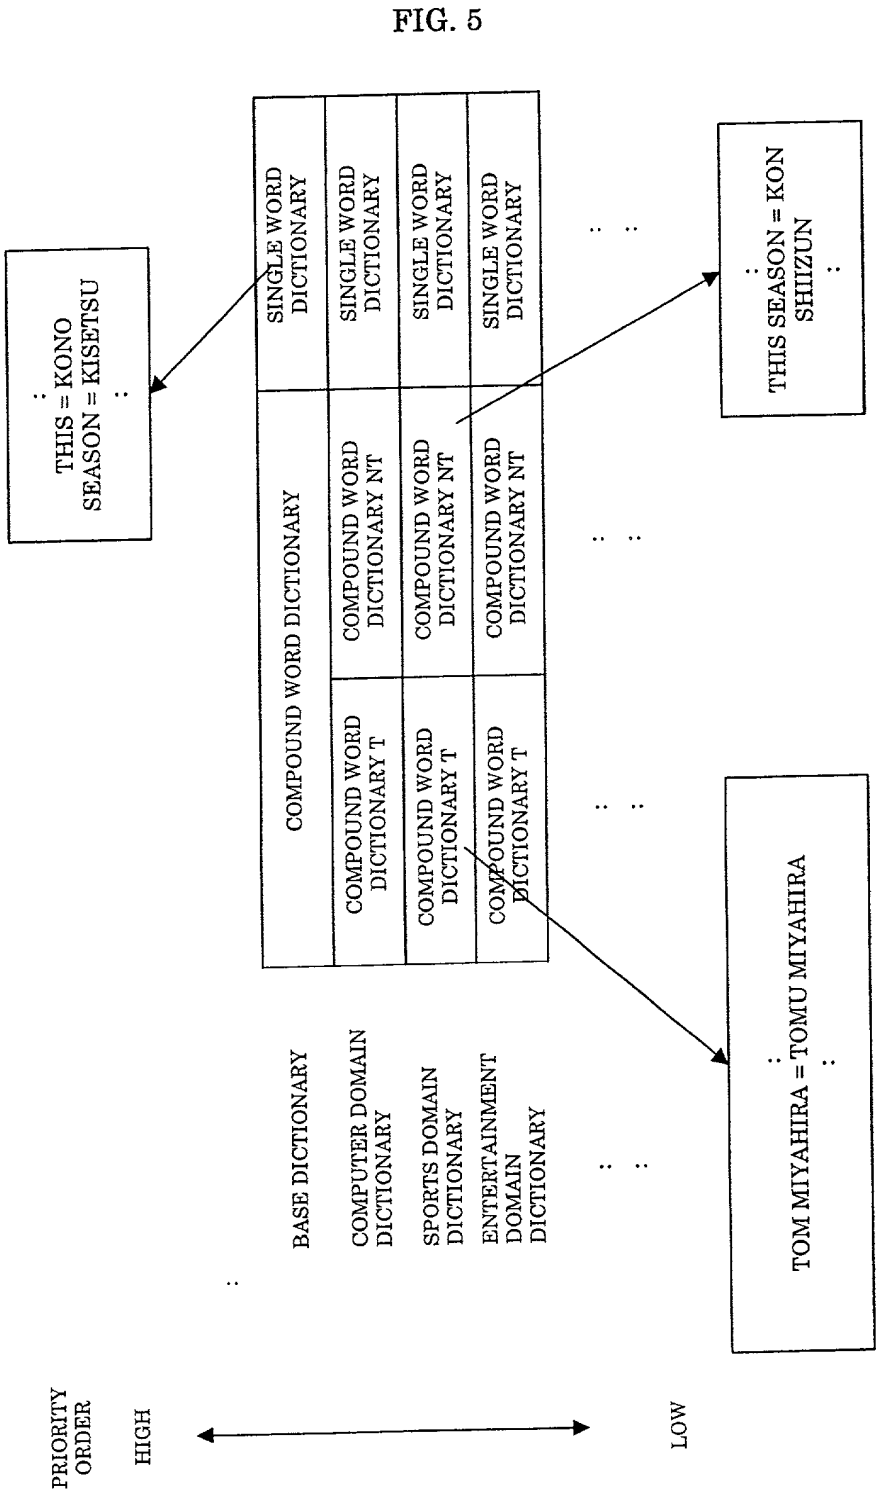 FIG. 5
PRIORITY
ORDER
HIGH
LOW
THIS = KONO
SEASON = KISETSU
BASE DICTIONARY
COMPOUND WORD DICTIONARY
SINGLE WORD
DICTIONARY
COMPUTER DOMAIN
DICTIONARY
COMPOUND WORD
DICTIONARY T
COMPOUND WORD
DICTIONARY NT
SINGLE WORD
DICTIONARY
SPORTS DOMAIN
DICTIONARY
COMPOUND WORD
DICTIONARY T
COMPOUND WORD
DICTIONARY NT
SINGLE WORD
DICTIONARY
ENTERTAINMENT
DOMAIN
DICTIONARY
COMPOUND WORD
DICTIONARY T
COMPOUND WORD
DICTIONARY NT
SINGLE WORD
DICTIONARY
TOM MIYAHIRA = TOMU MIYAHIRA
THIS SEASON = KON
SHIIZUN